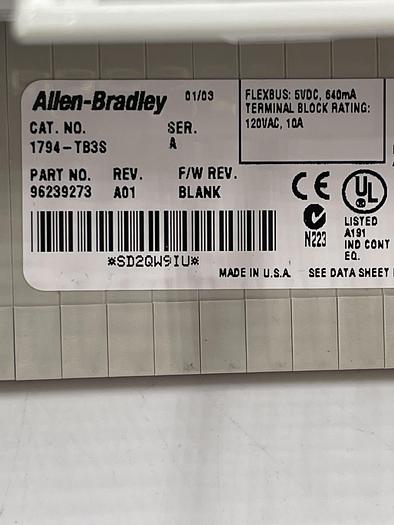 Allen-Bradley 01/03
FLEXBUS: 5VDC, 640mA
TERMINAL BLOCK RATING:
120VAC, 10A
CAT. NO. SER.
1794-TB3S A
PART NO. REV. F/W REV.
96239273 A01 BLANK
CE
UL
N223
LISTED
A191
IND CONT
EQ.
*SD2QW9IU*
MADE IN U.S.A. SEE DATA SHEET